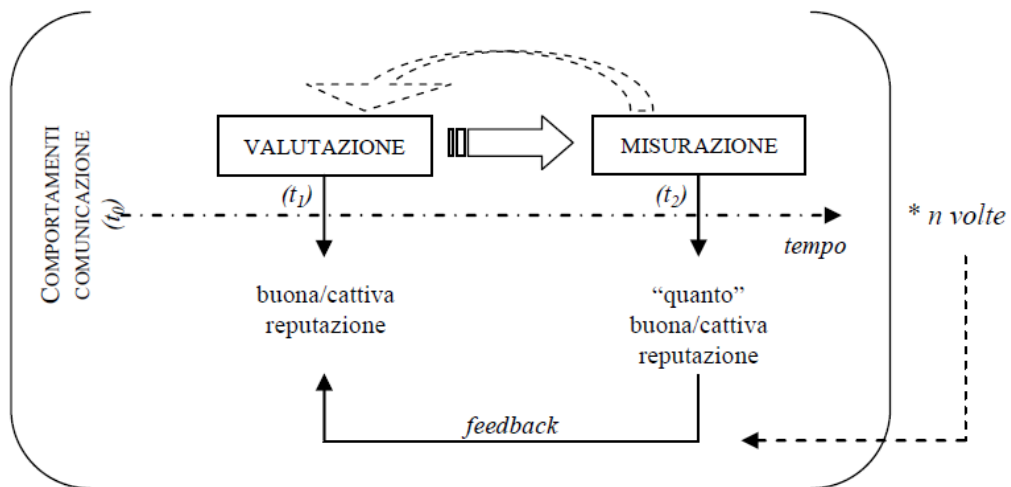 COMPORTAMENTI
COMUNICAZIONE
(t0)
VALUTAZIONE
MISURAZIONE
(t1)
(t2)
tempo
* n volte
buona/cattiva
reputazione
“quanto”
buona/cattiva
reputazione
feedback